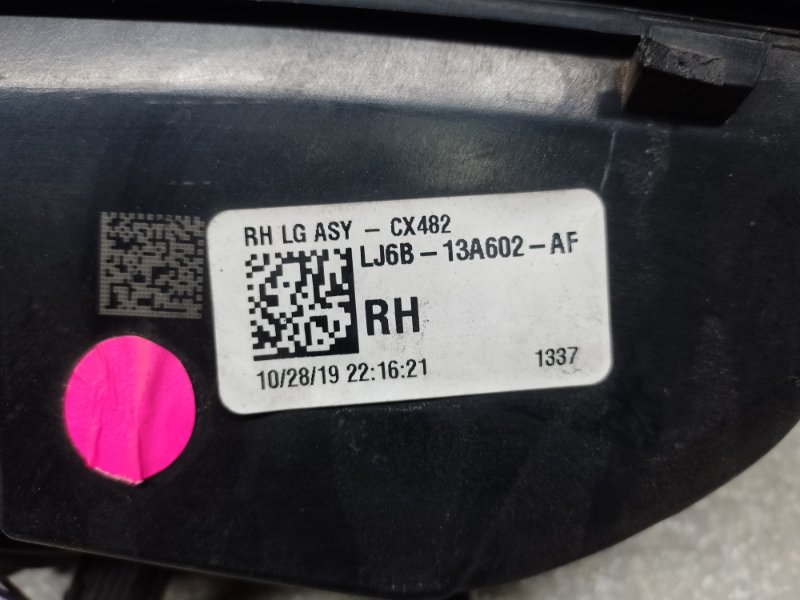 RH LG ASY - CX482
LJ6B-13A602-AF
RH
10/28/19 22:16:21 1337